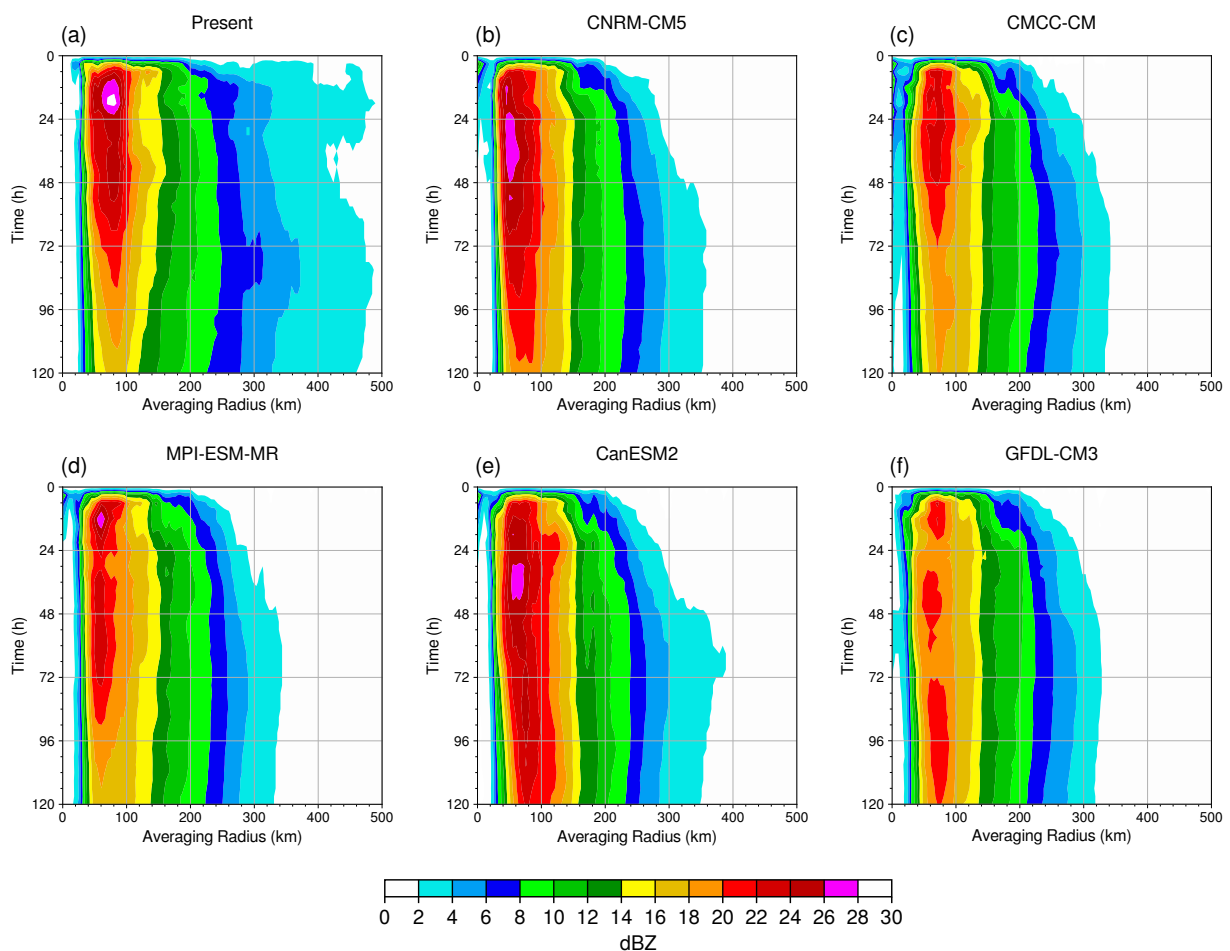 (a) Present
0
24
48
72
96
120
Time (h)
0 100 200 300 400 500
Averaging Radius (km)
(b) CNRM-CM5
0
24
48
72
96
120
Time (h)
0 100 200 300 400 500
Averaging Radius (km)
(c) CMCC-CM
0
24
48
72
96
120
Time (h)
0 100 200 300 400 500
Averaging Radius (km)
(d) MPI-ESM-MR
0
24
48
72
96
120
Time (h)
0 100 200 300 400 500
Averaging Radius (km)
(e) CanESM2
0
24
48
72
96
120
Time (h)
0 100 200 300 400 500
Averaging Radius (km)
(f) GFDL-CM3
0
24
48
72
96
120
Time (h)
0 100 200 300 400 500
Averaging Radius (km)
0 2 4 6 8 10 12 14 16 18 20 22 24 26 28 30
dBZ